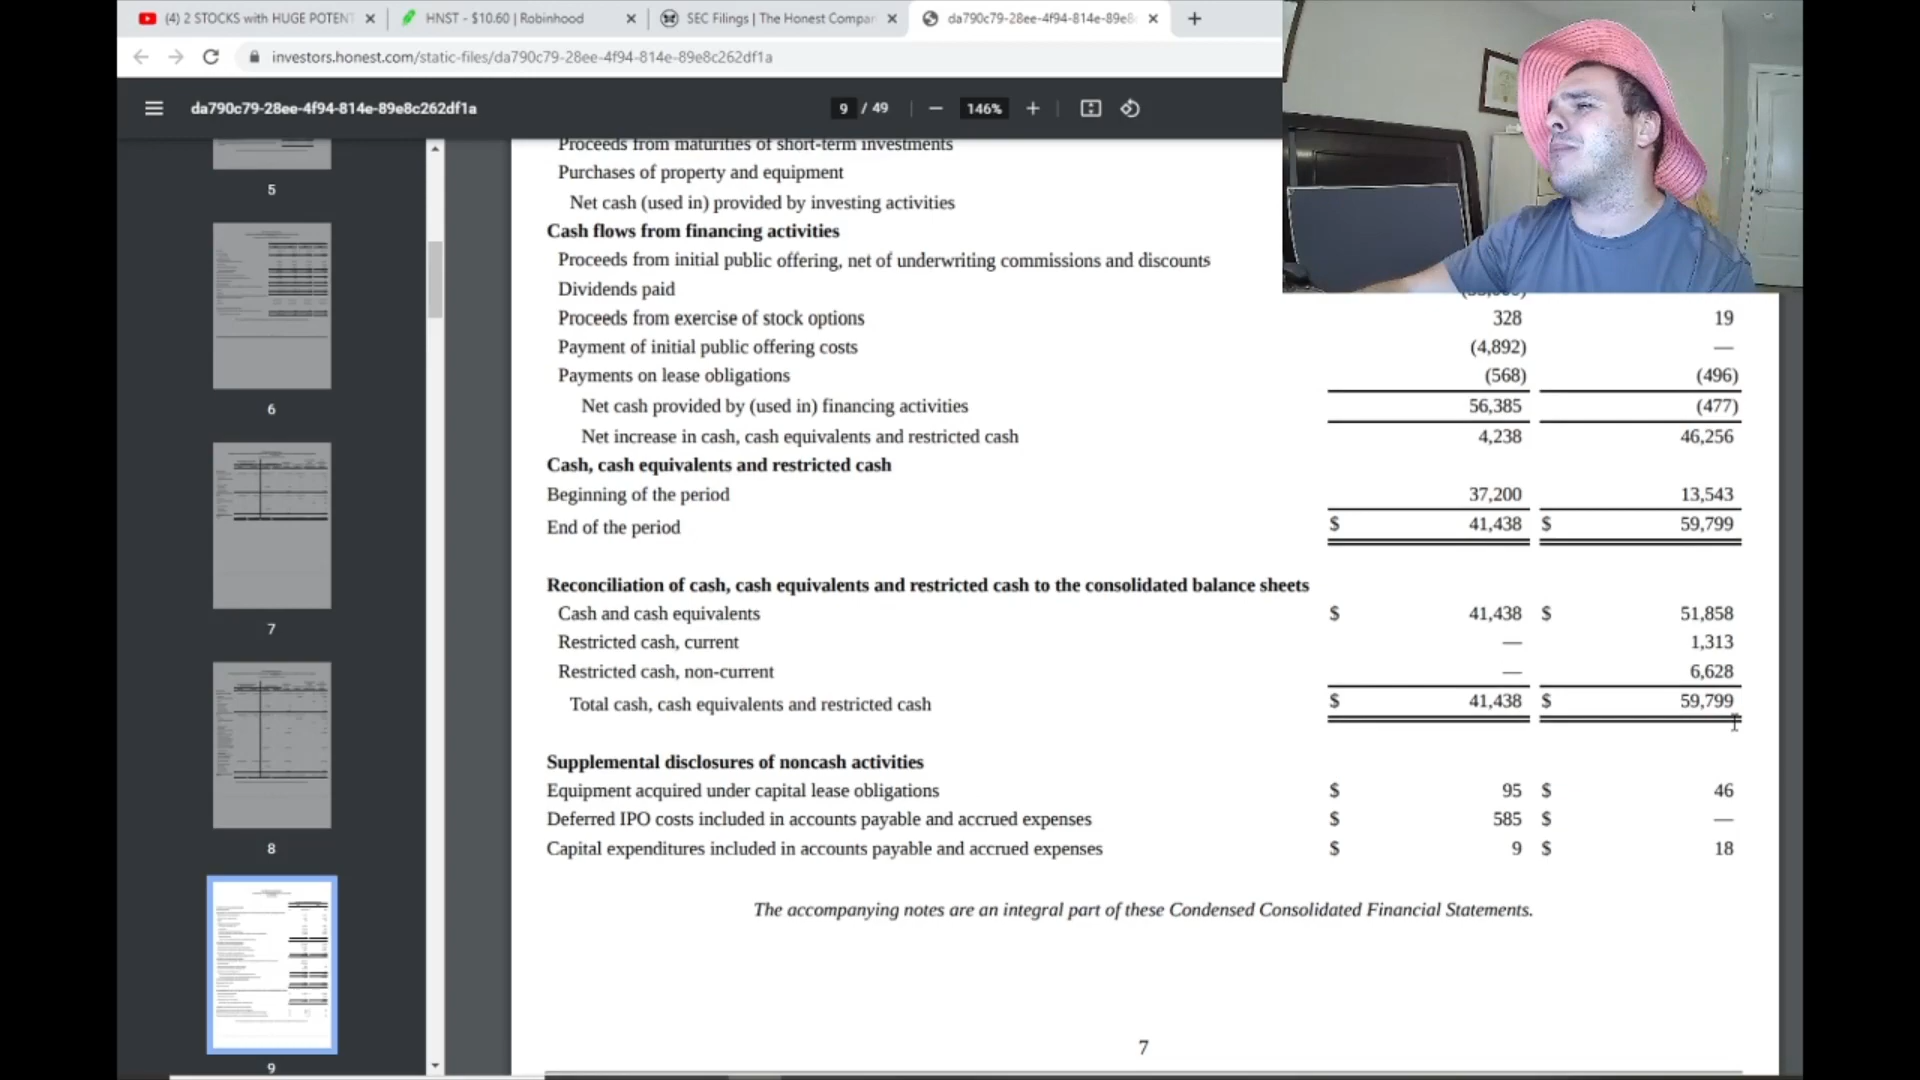 (4) 2 STOCKS with HUGE POTENT
HNST - $10.60 | Robinhood
SEC Filings | The Honest Compan
da790c79-28ee-4f94-814e-89e8
investors.honest.com/static-files/da790c79-28ee-4f94-814e-89e8c262df1a
da790c79-28ee-4f94-814e-89e8c262df1a
9 / 49
146%
5
6
7
8
9
Proceeds from maturities of short-term investments
Purchases of property and equipment
Net cash (used in) provided by investing activities
Cash flows from financing activities
Proceeds from initial public offering, net of underwriting commissions and discounts
Dividends paid
Proceeds from exercise of stock options 328 19
Payment of initial public offering costs (4,892) —
Payments on lease obligations (568) (496)
Net cash provided by (used in) financing activities 56,385 (477)
Net increase in cash, cash equivalents and restricted cash 4,238 46,256
Cash, cash equivalents and restricted cash
Beginning of the period 37,200 13,543
End of the period $ 41,438 $ 59,799
Reconciliation of cash, cash equivalents and restricted cash to the consolidated balance sheets
Cash and cash equivalents $ 41,438 $ 51,858
Restricted cash, current — 1,313
Restricted cash, non-current — 6,628
Total cash, cash equivalents and restricted cash $ 41,438 $ 59,799
Supplemental disclosures of noncash activities
Equipment acquired under capital lease obligations $ 95 $ 46
Deferred IPO costs included in accounts payable and accrued expenses $ 585 $ —
Capital expenditures included in accounts payable and accrued expenses $ 9 $ 18
The accompanying notes are an integral part of these Condensed Consolidated Financial Statements.
7